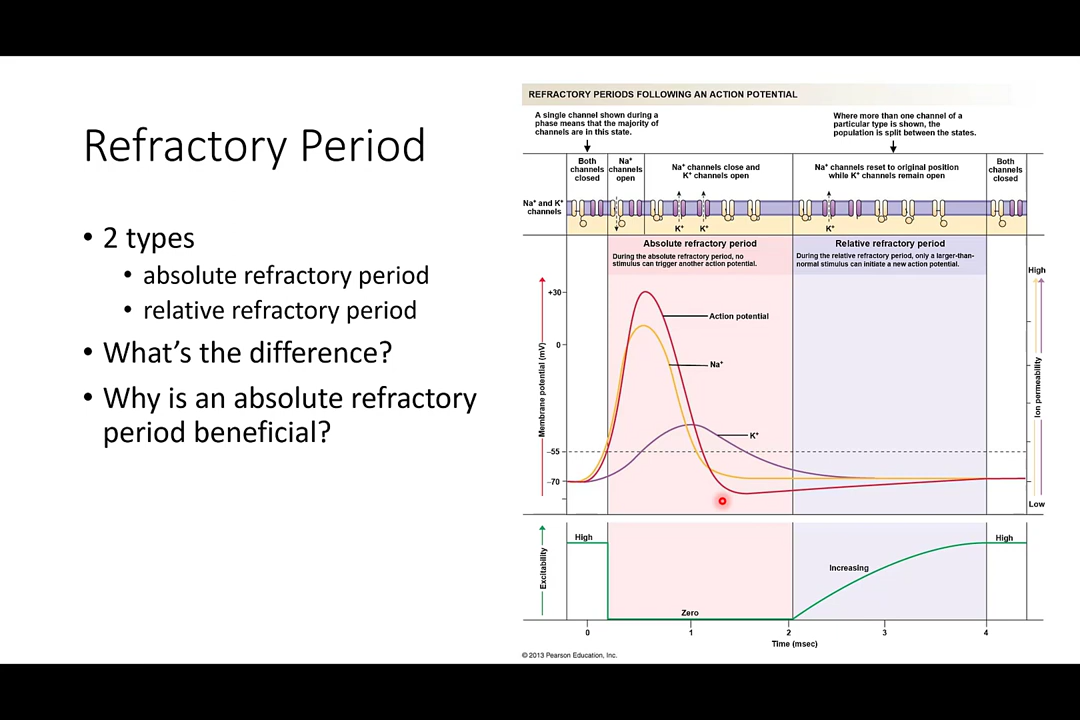 Refractory Period
• 2 types
• absolute refractory period
• relative refractory period
• What’s the difference?
• Why is an absolute refractory
period beneficial?
REFRACTORY PERIODS FOLLOWING AN ACTION POTENTIAL
A single channel shown during a
phase means that the majority of
channels are in this state.
Where more than one channel of a
particular type is shown, the
population is split between the states.
Both
channels
closed
Na⁺
channels
open
Na⁺ channels close and
K⁺ channels open
Na⁺ channels reset to original position
while K⁺ channels remain open
Both
channels
closed
Na⁺ and K⁺
channels
K⁺
K⁺
K⁺
Absolute refractory period
During the absolute refractory period, no
stimulus can trigger another action potential.
Relative refractory period
During the relative refractory period, only a larger-than-
normal stimulus can initiate a new action potential.
Membrane potential (mV)
+30
0
–55
–70
Action potential
Na⁺
K⁺
High
Ion permeability
Low
Excitability
High
Zero
Increasing
High
0
1
2
3
4
Time (msec)
© 2013 Pearson Education, Inc.